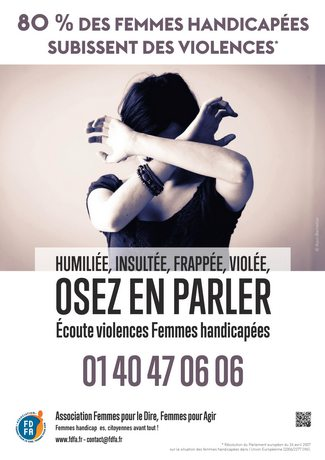 80 % DES FEMMES HANDICAPÉES
SUBISSENT DES VIOLENCES*
HUMILIÉE, INSULTÉE, FRAPPÉE, VIOLÉE,
OSEZ EN PARLER
Écoute violences Femmes handicapées
01 40 47 06 06
FD
FA
Association Femmes pour le Dire, Femmes pour Agir
Femmes handicap es, citoyennes avant tout !
www.fdfa.fr - contact@fdfa.fr
* Résolution du Parlement européen du 26 avril 2007
sur la situation des femmes handicapées dans l'Union Européenne